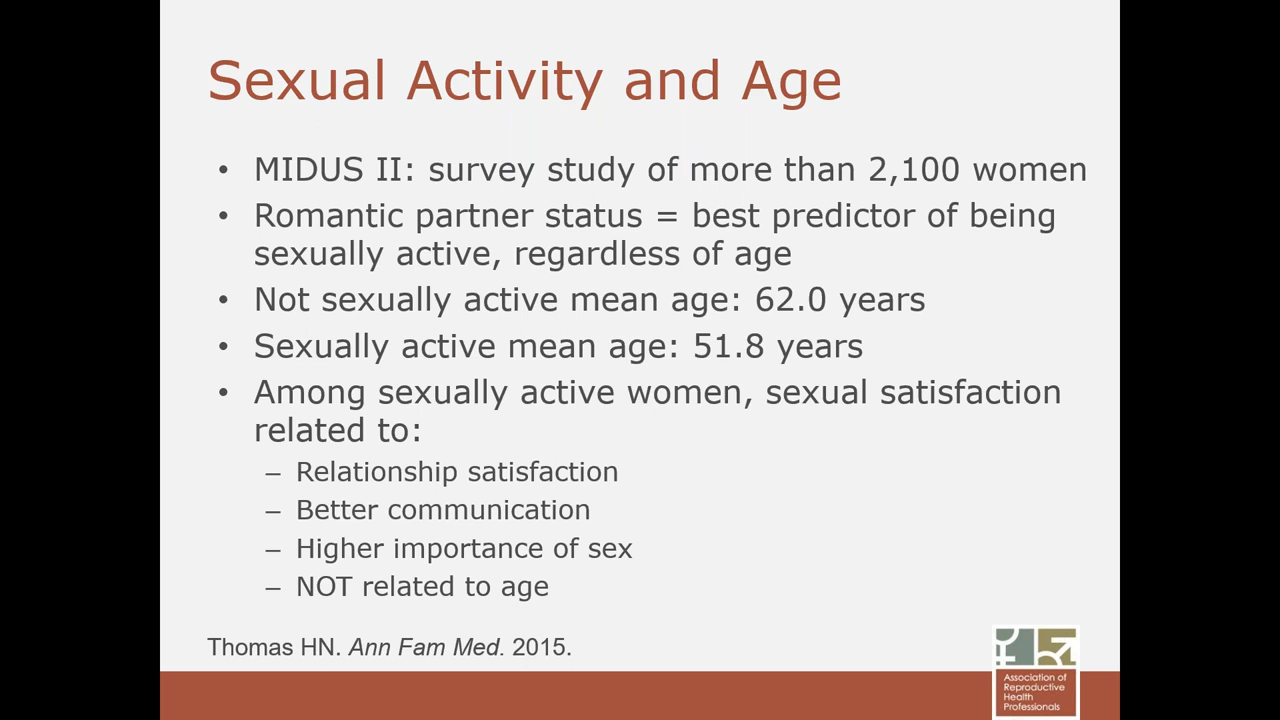 Sexual Activity and Age
• MIDUS II: survey study of more than 2,100 women
• Romantic partner status = best predictor of being
sexually active, regardless of age
• Not sexually active mean age: 62.0 years
• Sexually active mean age: 51.8 years
• Among sexually active women, sexual satisfaction
related to:
– Relationship satisfaction
– Better communication
– Higher importance of sex
– NOT related to age
Thomas HN. Ann Fam Med. 2015.
Association of
Reproductive
Health
Professionals